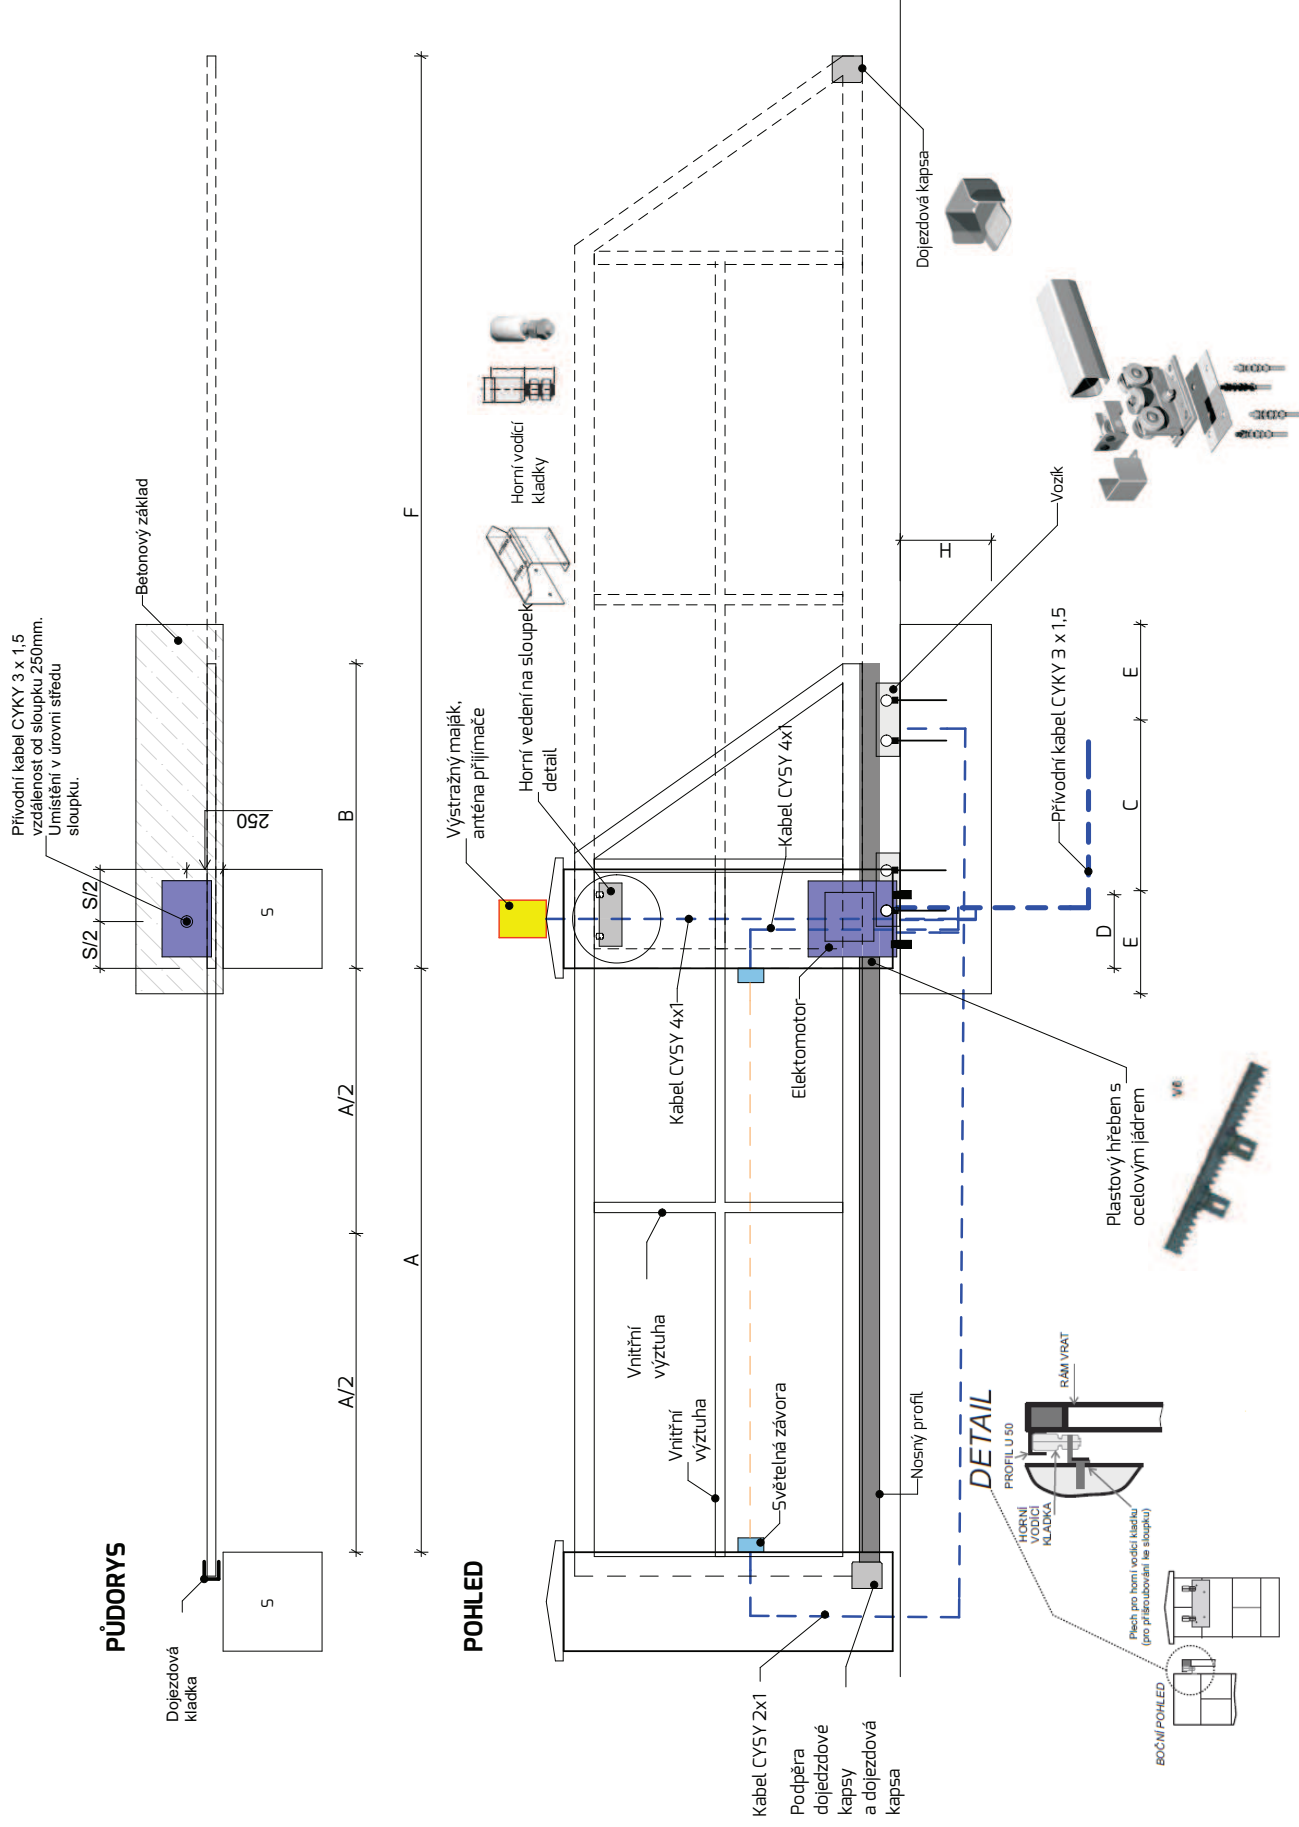 PŮDORYS
Dojezdová
kladka
S
A/2
A/2
S/2
S/2
S
250
B
Přívodní kabel CYKY 3 x 1,5
vzdálenost od sloupku 250mm.
Umístění v úrovni středu
sloupku.
Betonový základ
A
F
POHLED
Výstražný maják,
anténa přijímače
Horní vedení na sloupek
detail
Horní vodící
kladky
Kabel CYSY 4x1
Kabel CYSY 4x1
Elektomotor
Vnitřní
výztuha
Vnitřní
výztuha
Světelná závora
Nosný profil
Kabel CYSY 2x1
Podpěra
dojedzdové
kapsy
a dojezdová
kapsa
Dojezdová kapsa
Vozík
H
Přívodní kabel CYKY 3 x 1,5
D
E
C
E
Plastový hřeben s
ocelovým jádrem
V6
DETAIL
PROFIL U 50
HORNÍ
VODÍCÍ
KLADKA
RÁM VRAT
Plech pro horní vodící kladku
(pro přišroubování ke sloupku)
BOČNÍ POHLED